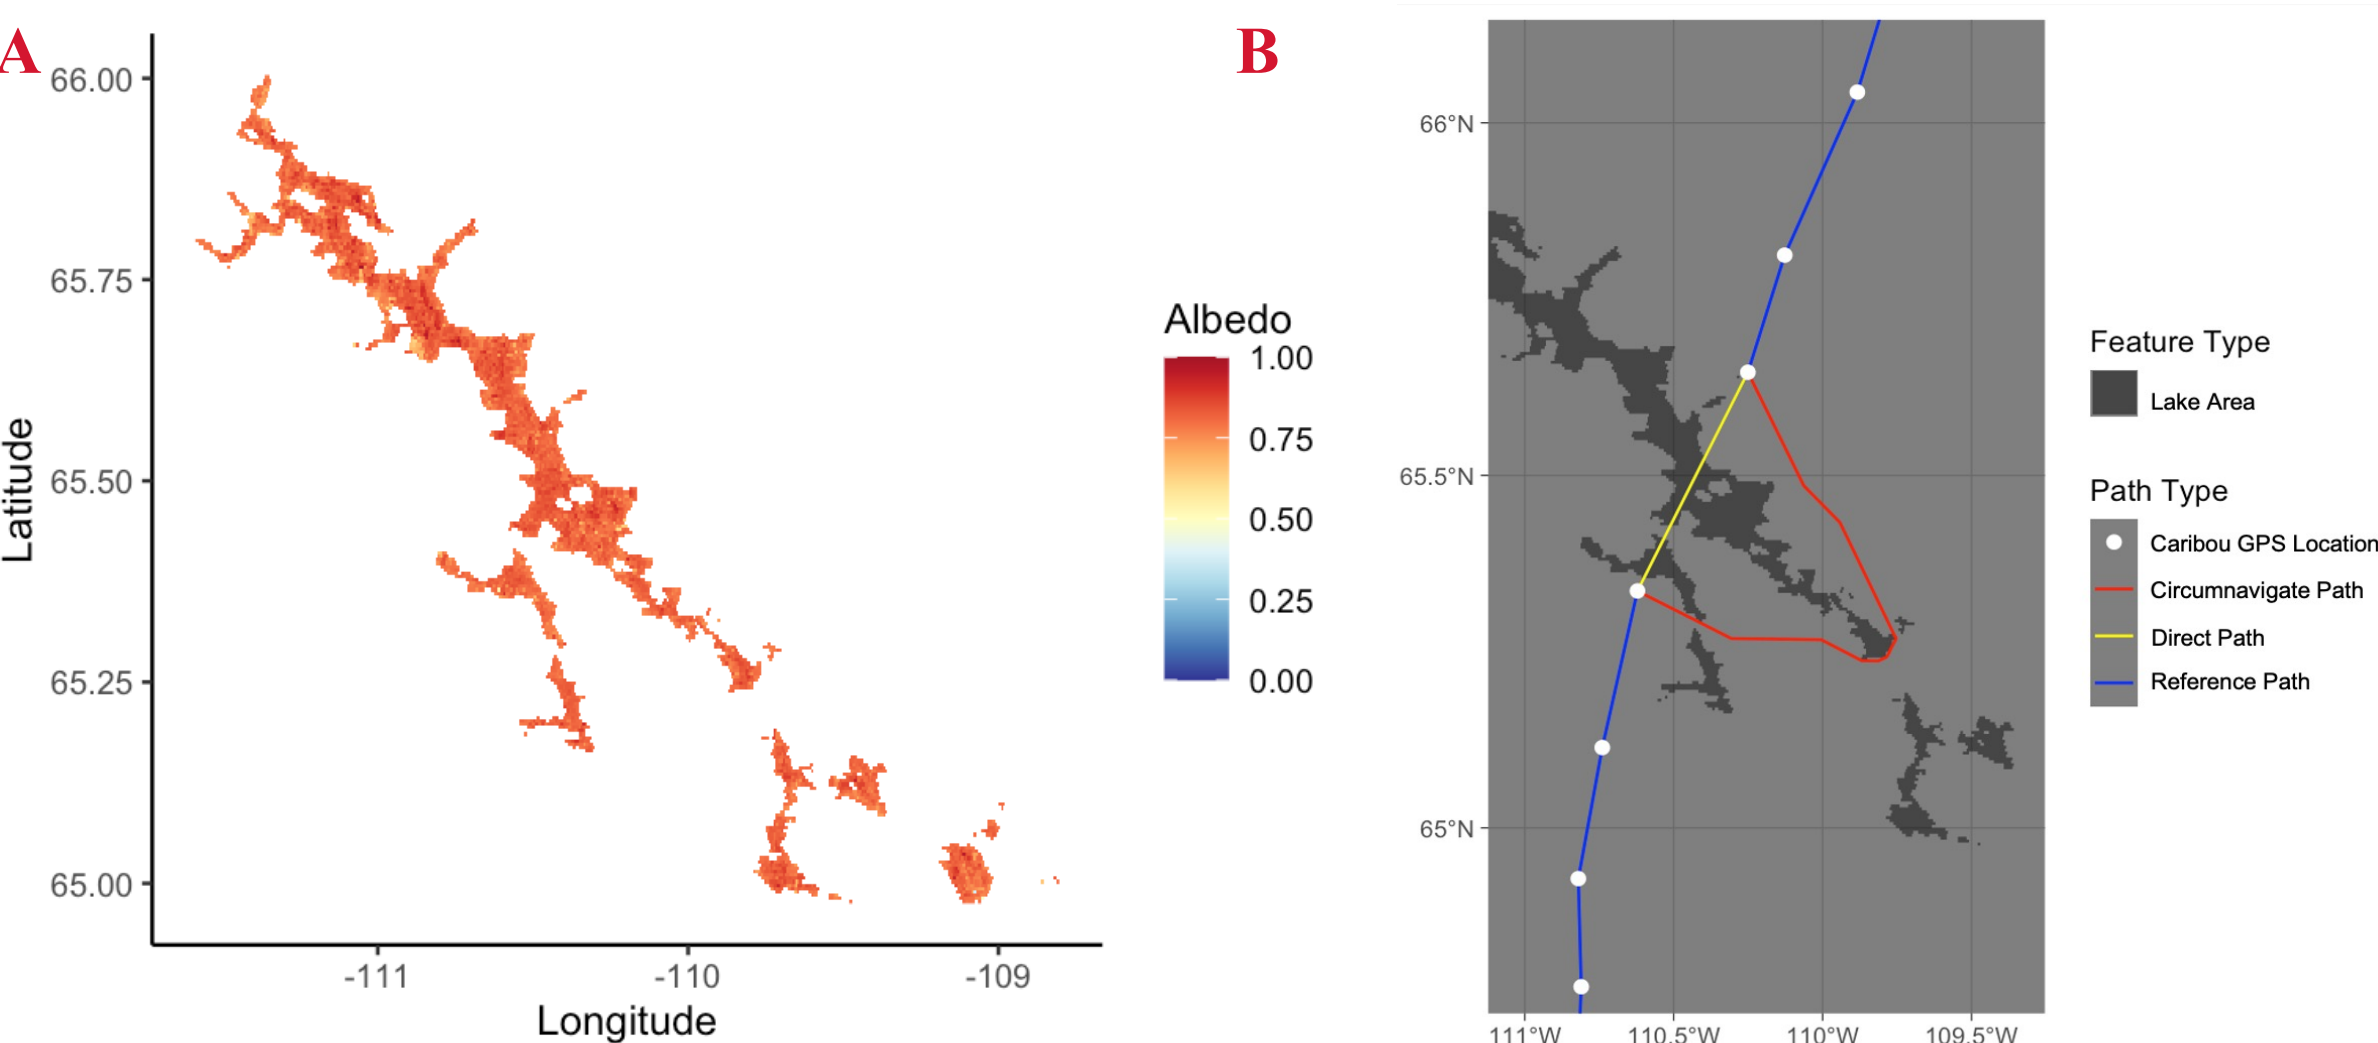 A
66.00
65.75
65.50
65.25
65.00
Latitude
-111
-110
-109
Longitude
Albedo
1.00
0.75
0.50
0.25
0.00
B
66°N
65.5°N
65°N
111°W
110.5°W
110°W
109.5°W
Feature Type
Lake Area
Path Type
Caribou GPS Location
Circumnavigate Path
Direct Path
Reference Path